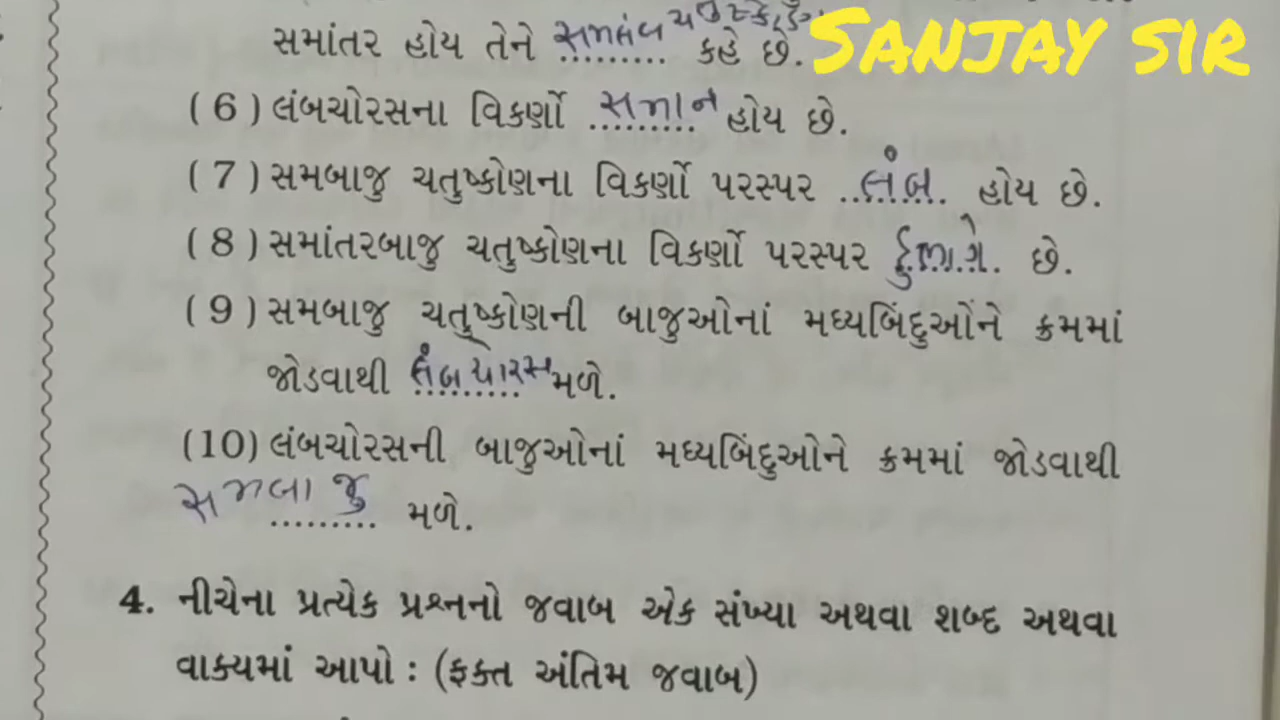 સમાંતર હોય તેને સમલંબ ચતુષ્કોણ કહે છે. SANJAY SIR
(6) લંબચોરસના વિકર્ણો સમાન હોય છે.
(7) સમબાજુ ચતુષ્કોણના વિકર્ણો પરસ્પર લંબ હોય છે.
(8) સમાંતરબાજુ ચતુષ્કોણના વિકર્ણો પરસ્પર દુભાગે છે.
(9) સમબાજુ ચતુષ્કોણની બાજુઓનાં મધ્યબિંદુઓને ક્રમમાં
જોડવાથી લંબચોરસ મળે.
(10) લંબચોરસની બાજુઓનાં મધ્યબિંદુઓને ક્રમમાં જોડવાથી
સમબાજુ ......... મળે.
4. નીચેના પ્રત્યેક પ્રશ્નનો જવાબ એક સંખ્યા અથવા શબ્દ અથવા
વાક્યમાં આપો : (ફક્ત અંતિમ જવાબ)